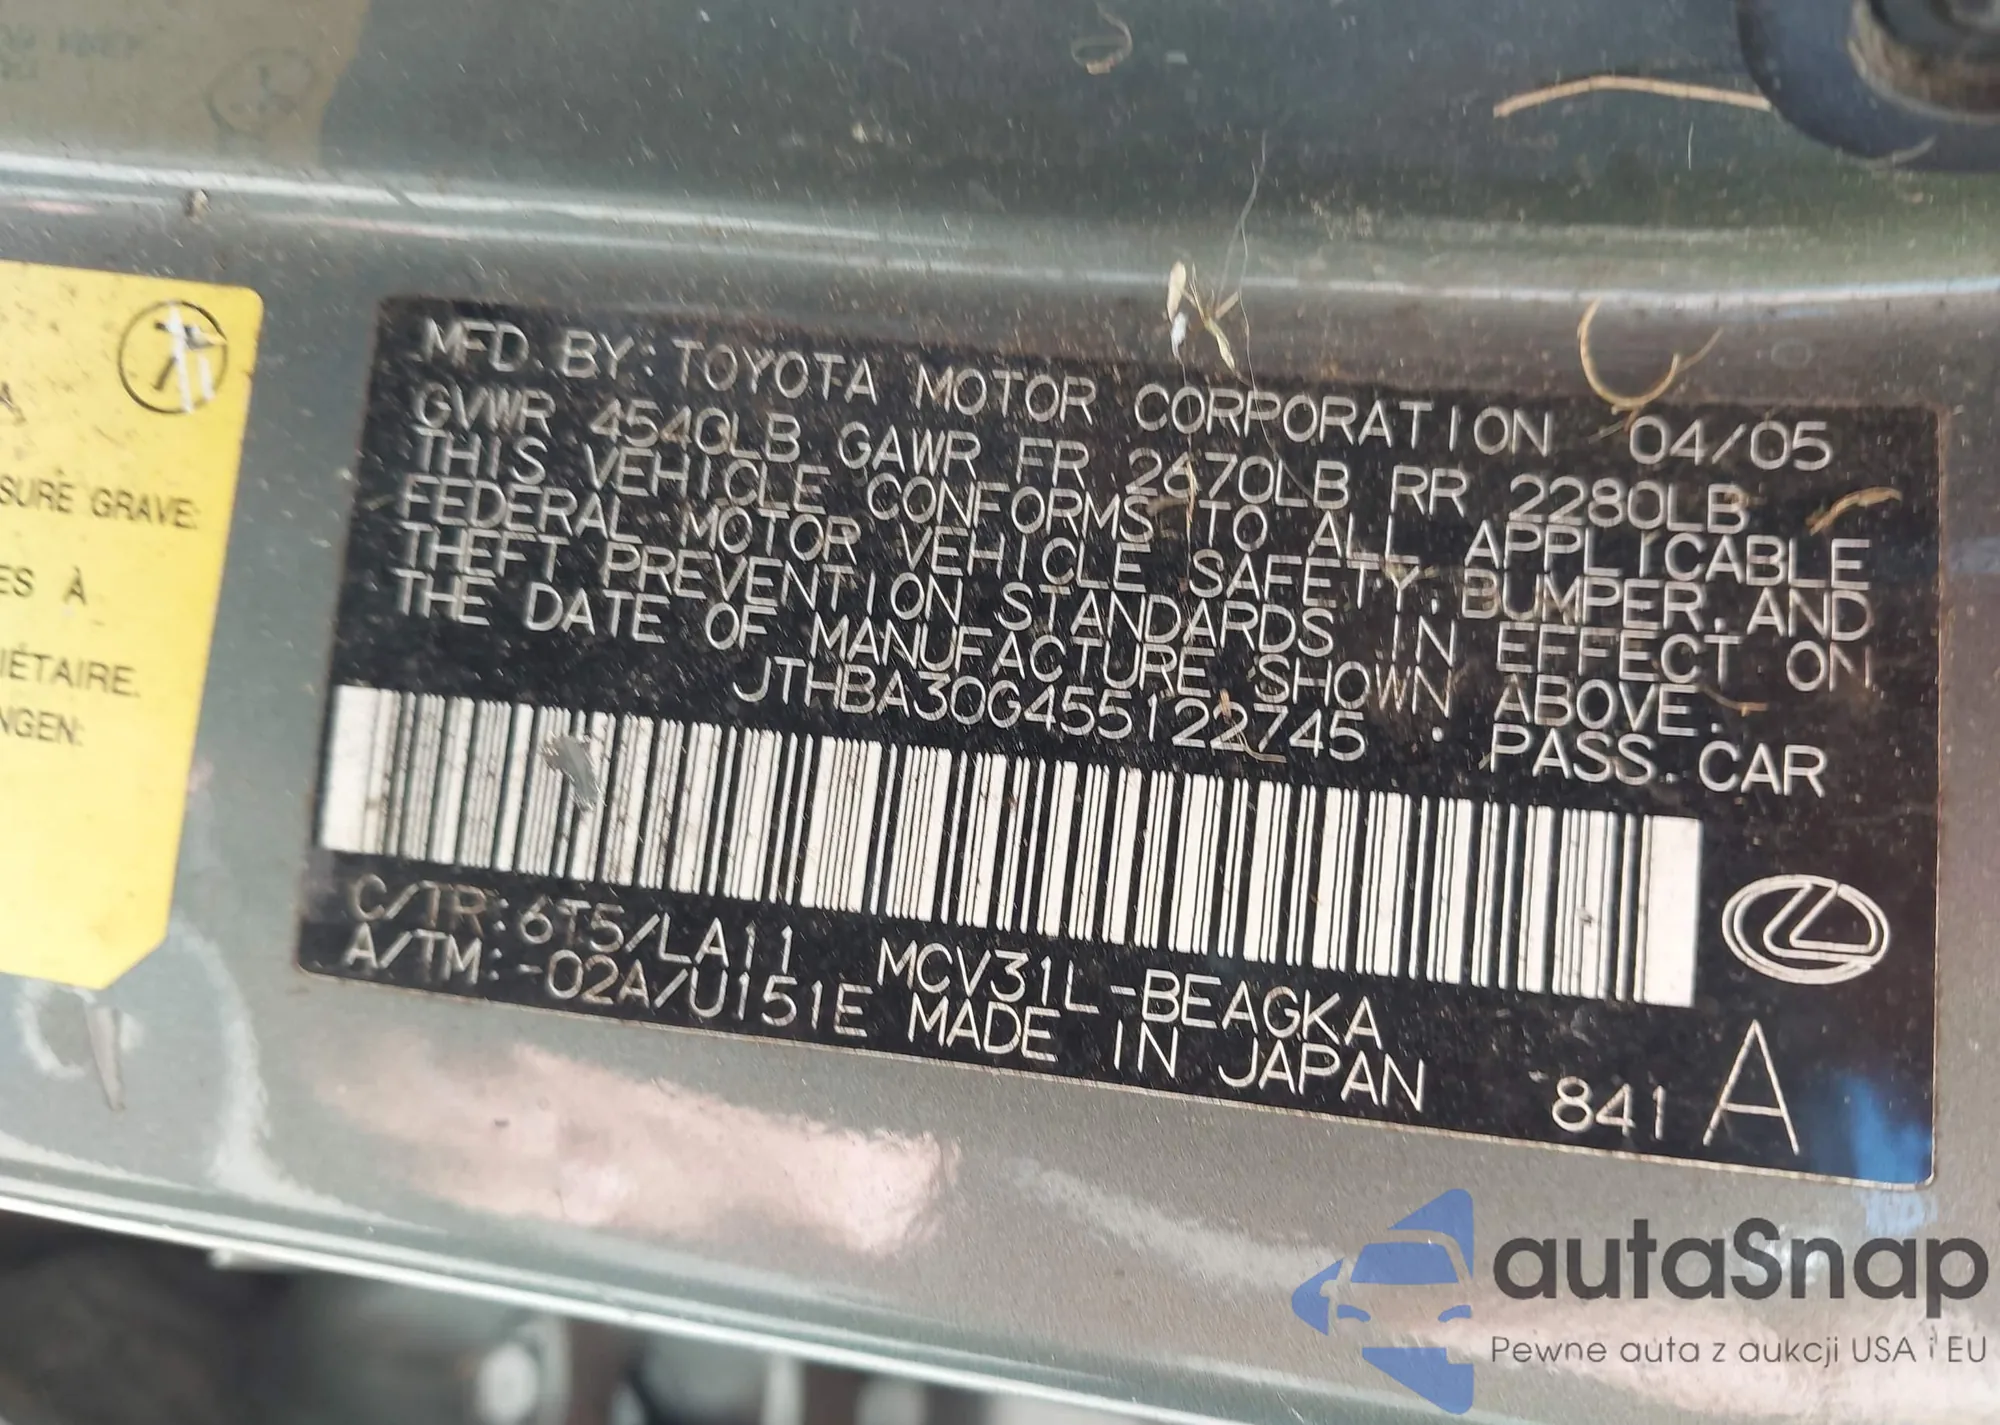 SURE GRAVE:
ES À
IÉTAIRE.
NGEN:
MFD. BY: TOYOTA MOTOR CORPORATION 04/05
GVWR 4540LB GAWR FR 2670LB RR 2280LB
THIS VEHICLE CONFORMS TO ALL APPLICABLE
FEDERAL MOTOR VEHICLE SAFETY, BUMPER, AND
THEFT PREVENTION STANDARDS IN EFFECT ON
THE DATE OF MANUFACTURE SHOWN ABOVE.
JTHBA30G455122745 · PASS. CAR
C/TR: 6T5/LA11 MCV31L-BEAGKA
A/TM: -02A/U151E MADE IN JAPAN
841 A
autaSnap
Pewne auta z aukcji USA i EU